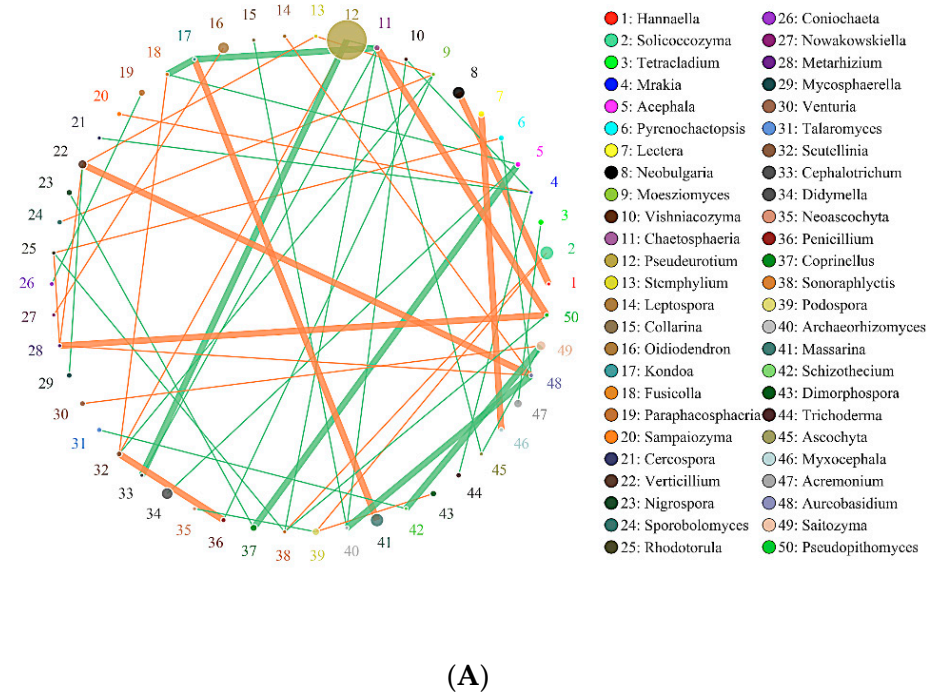 13
12
11
14
15
10
16
17
9
18
8
19
7
20
6
21
5
22
4
23
3
24
2
25
1
26
50
27
49
28
48
29
47
30
46
31
45
32
44
33
43
34
42
35
41
36
40
37
39
38
1: Hannaella
2: Solicoccozyma
3: Tetracladium
4: Mrakia
5: Acephala
6: Pyrenochactopsis
7: Lectera
8: Neobulgaria
9: Moesziomyces
10: Vishniacozyma
11: Chaetosphaeria
12: Pseudeurotium
13: Stemphylium
14: Leptospora
15: Collarina
16: Oidiodendron
17: Kondoa
18: Fusicolla
19: Paraphacosphaeria
20: Sampaiozyma
21: Cercospora
22: Verticillium
23: Nigrospora
24: Sporobolomyces
25: Rhodotorula
26: Coniochaeta
27: Nowakowskiella
28: Metarhizium
29: Mycosphaerella
30: Venturia
31: Talaromyces
32: Scutellinia
33: Cephalotrichum
34: Didymella
35: Neoascochyta
36: Penicillium
37: Coprinellus
38: Sonoraphlyctis
39: Podospora
40: Archaeorhizomyces
41: Massarina
42: Schizothecium
43: Dimorphospora
44: Trichoderma
45: Ascochyta
46: Myxocephala
47: Acremonium
48: Aureobasidium
49: Saitozyma
50: Pseudopithomyces
(A)